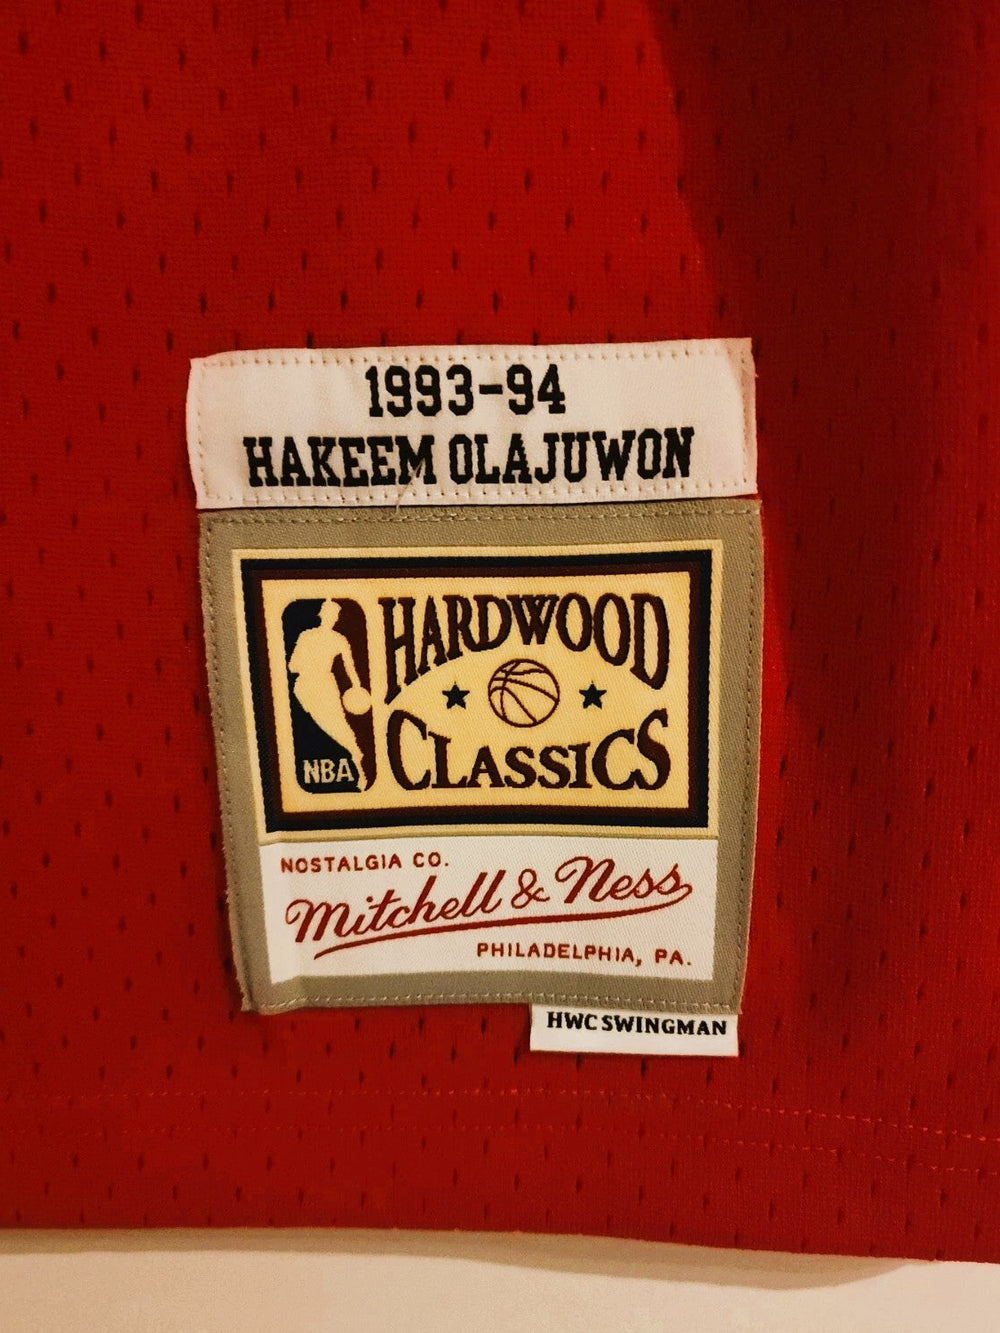 1993-94
HAKEEM OLAJUWON
HARDWOOD
CLASSICS
NBA
NOSTALGIA CO.
Mitchell & Ness
PHILADELPHIA, PA.
HWC SWINGMAN